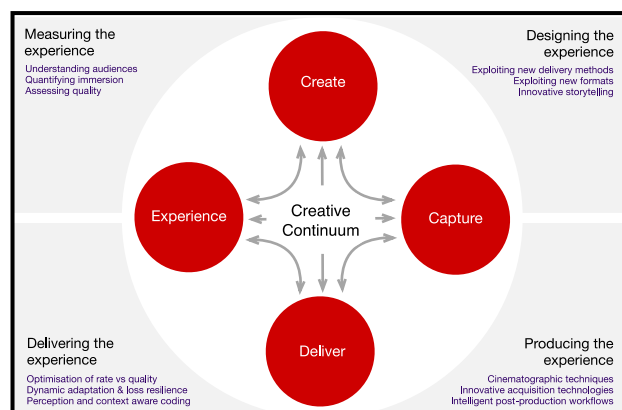 Measuring the
experience
Understanding audiences
Quantifying immersion
Assessing quality
Designing the
experience
Exploiting new delivery methods
Exploiting new formats
Innovative storytelling
Create
Experience
Creative
Continuum
Capture
Deliver
Delivering the
experience
Optimisation of rate vs quality
Dynamic adaptation & loss resilience
Perception and context aware coding
Producing the
experience
Cinematographic techniques
Innovative acquisition technologies
Intelligent post-production workflows